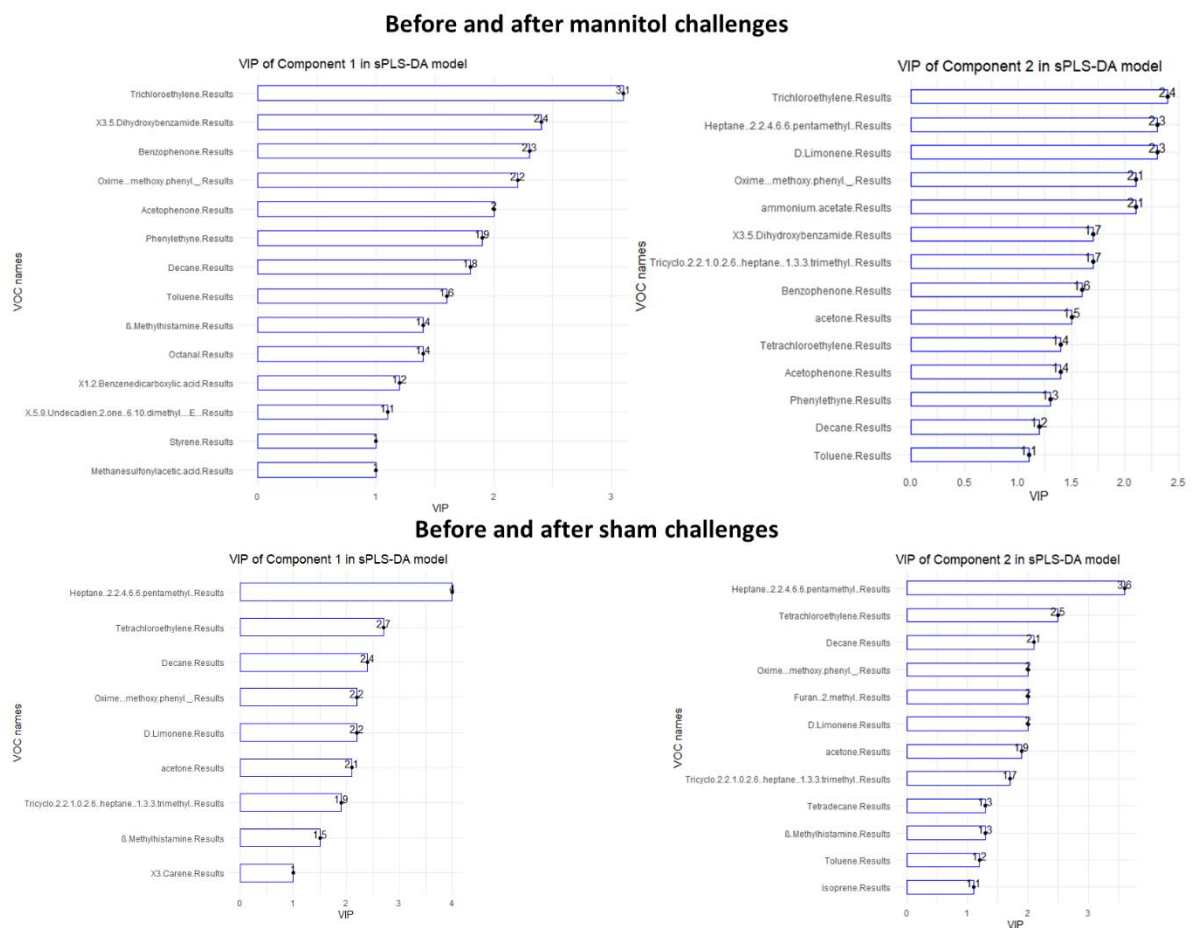 Before and after mannitol challenges
VIP of Component 1 in sPLS-DA model
VOC names
Trichloroethylene.Results
3.1
X3.5.Dihydroxybenzamide.Results
2.4
Benzophenone.Results
2.3
Oxime...methoxy.phenyl._.Results
2.2
Acetophenone.Results
2
Phenylethyne.Results
1.9
Decane.Results
1.8
Toluene.Results
1.6
ß.Methylhistamine.Results
1.4
Octanal.Results
1.4
X1.2.Benzenedicarboxylic.acid.Results
1.2
X.5.9.Undecadien.2.one..6.10.dimethyl....E...Results
1.1
Styrene.Results
1
Methanesulfonylacetic.acid.Results
1
0 1 2 3
VIP
VIP of Component 2 in sPLS-DA model
VOC names
Trichloroethylene.Results
2.4
Heptane..2.2.4.6.6.pentamethyl..Results
2.3
D.Limonene.Results
2.3
Oxime...methoxy.phenyl._.Results
2.1
ammonium.acetate.Results
2.1
X3.5.Dihydroxybenzamide.Results
1.7
Tricyclo.2.2.1.0.2.6..heptane..1.3.3.trimethyl..Results
1.7
Benzophenone.Results
1.6
acetone.Results
1.5
Tetrachloroethylene.Results
1.4
Acetophenone.Results
1.4
Phenylethyne.Results
1.3
Decane.Results
1.2
Toluene.Results
1.1
0.0 0.5 1.0 1.5 2.0 2.5
VIP
Before and after sham challenges
VIP of Component 1 in sPLS-DA model
VOC names
Heptane..2.2.4.6.6.pentamethyl..Results
4
Tetrachloroethylene.Results
2.7
Decane.Results
2.4
Oxime...methoxy.phenyl._.Results
2.2
D.Limonene.Results
2.2
acetone.Results
2.1
Tricyclo.2.2.1.0.2.6..heptane..1.3.3.trimethyl..Results
1.9
ß.Methylhistamine.Results
1.5
X3.Carene.Results
1
0 1 2 3 4
VIP
VIP of Component 2 in sPLS-DA model
VOC names
Heptane..2.2.4.6.6.pentamethyl..Results
3.6
Tetrachloroethylene.Results
2.5
Decane.Results
2.1
Oxime...methoxy.phenyl._.Results
2
Furan..2.methyl..Results
2
D.Limonene.Results
2
acetone.Results
1.9
Tricyclo.2.2.1.0.2.6..heptane..1.3.3.trimethyl..Results
1.7
Tetradecane.Results
1.3
ß.Methylhistamine.Results
1.3
Toluene.Results
1.2
isoprene.Results
1.1
0 1 2 3
VIP